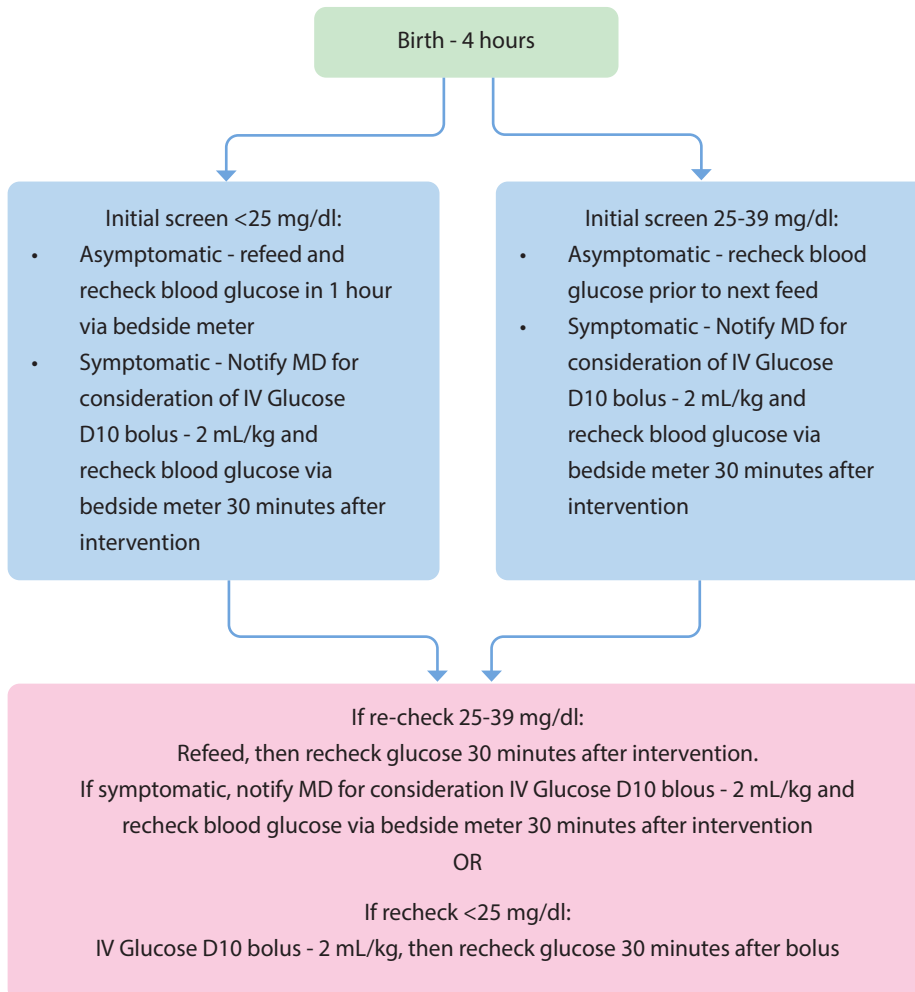 Birth - 4 hours
Initial screen <25 mg/dl:
• Asymptomatic - refeed and
recheck blood glucose in 1 hour
via bedside meter
• Symptomatic - Notify MD for
consideration of IV Glucose
D10 bolus - 2 mL/kg and
recheck blood glucose via
bedside meter 30 minutes after
intervention
Initial screen 25-39 mg/dl:
• Asymptomatic - recheck blood
glucose prior to next feed
• Symptomatic - Notify MD for
consideration of IV Glucose
D10 bolus - 2 mL/kg and
recheck blood glucose via
bedside meter 30 minutes after
intervention
If re-check 25-39 mg/dl:
Refeed, then recheck glucose 30 minutes after intervention.
If symptomatic, notify MD for consideration IV Glucose D10 blous - 2 mL/kg and
recheck blood glucose via bedside meter 30 minutes after intervention
OR
If recheck <25 mg/dl:
IV Glucose D10 bolus - 2 mL/kg, then recheck glucose 30 minutes after bolus